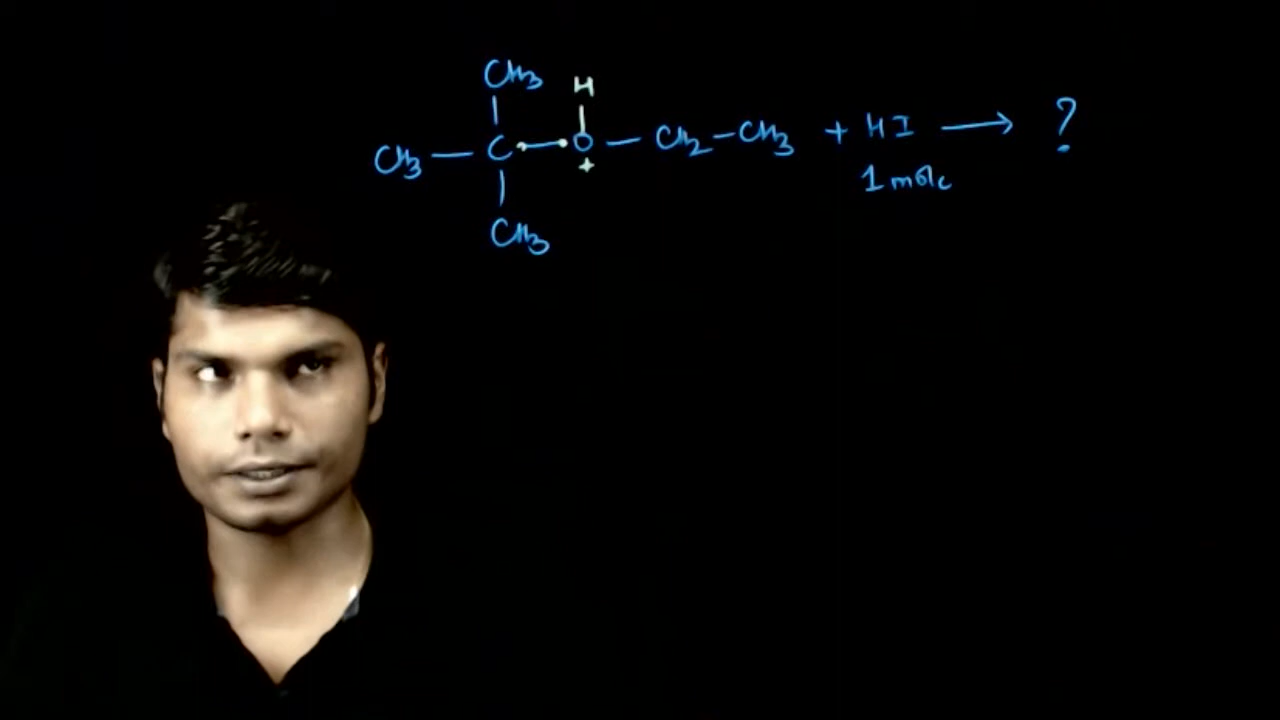 CH3 H
CH3 — C — O — CH2 — CH3 + HI ⟶ ?
+ 1 mole
CH3